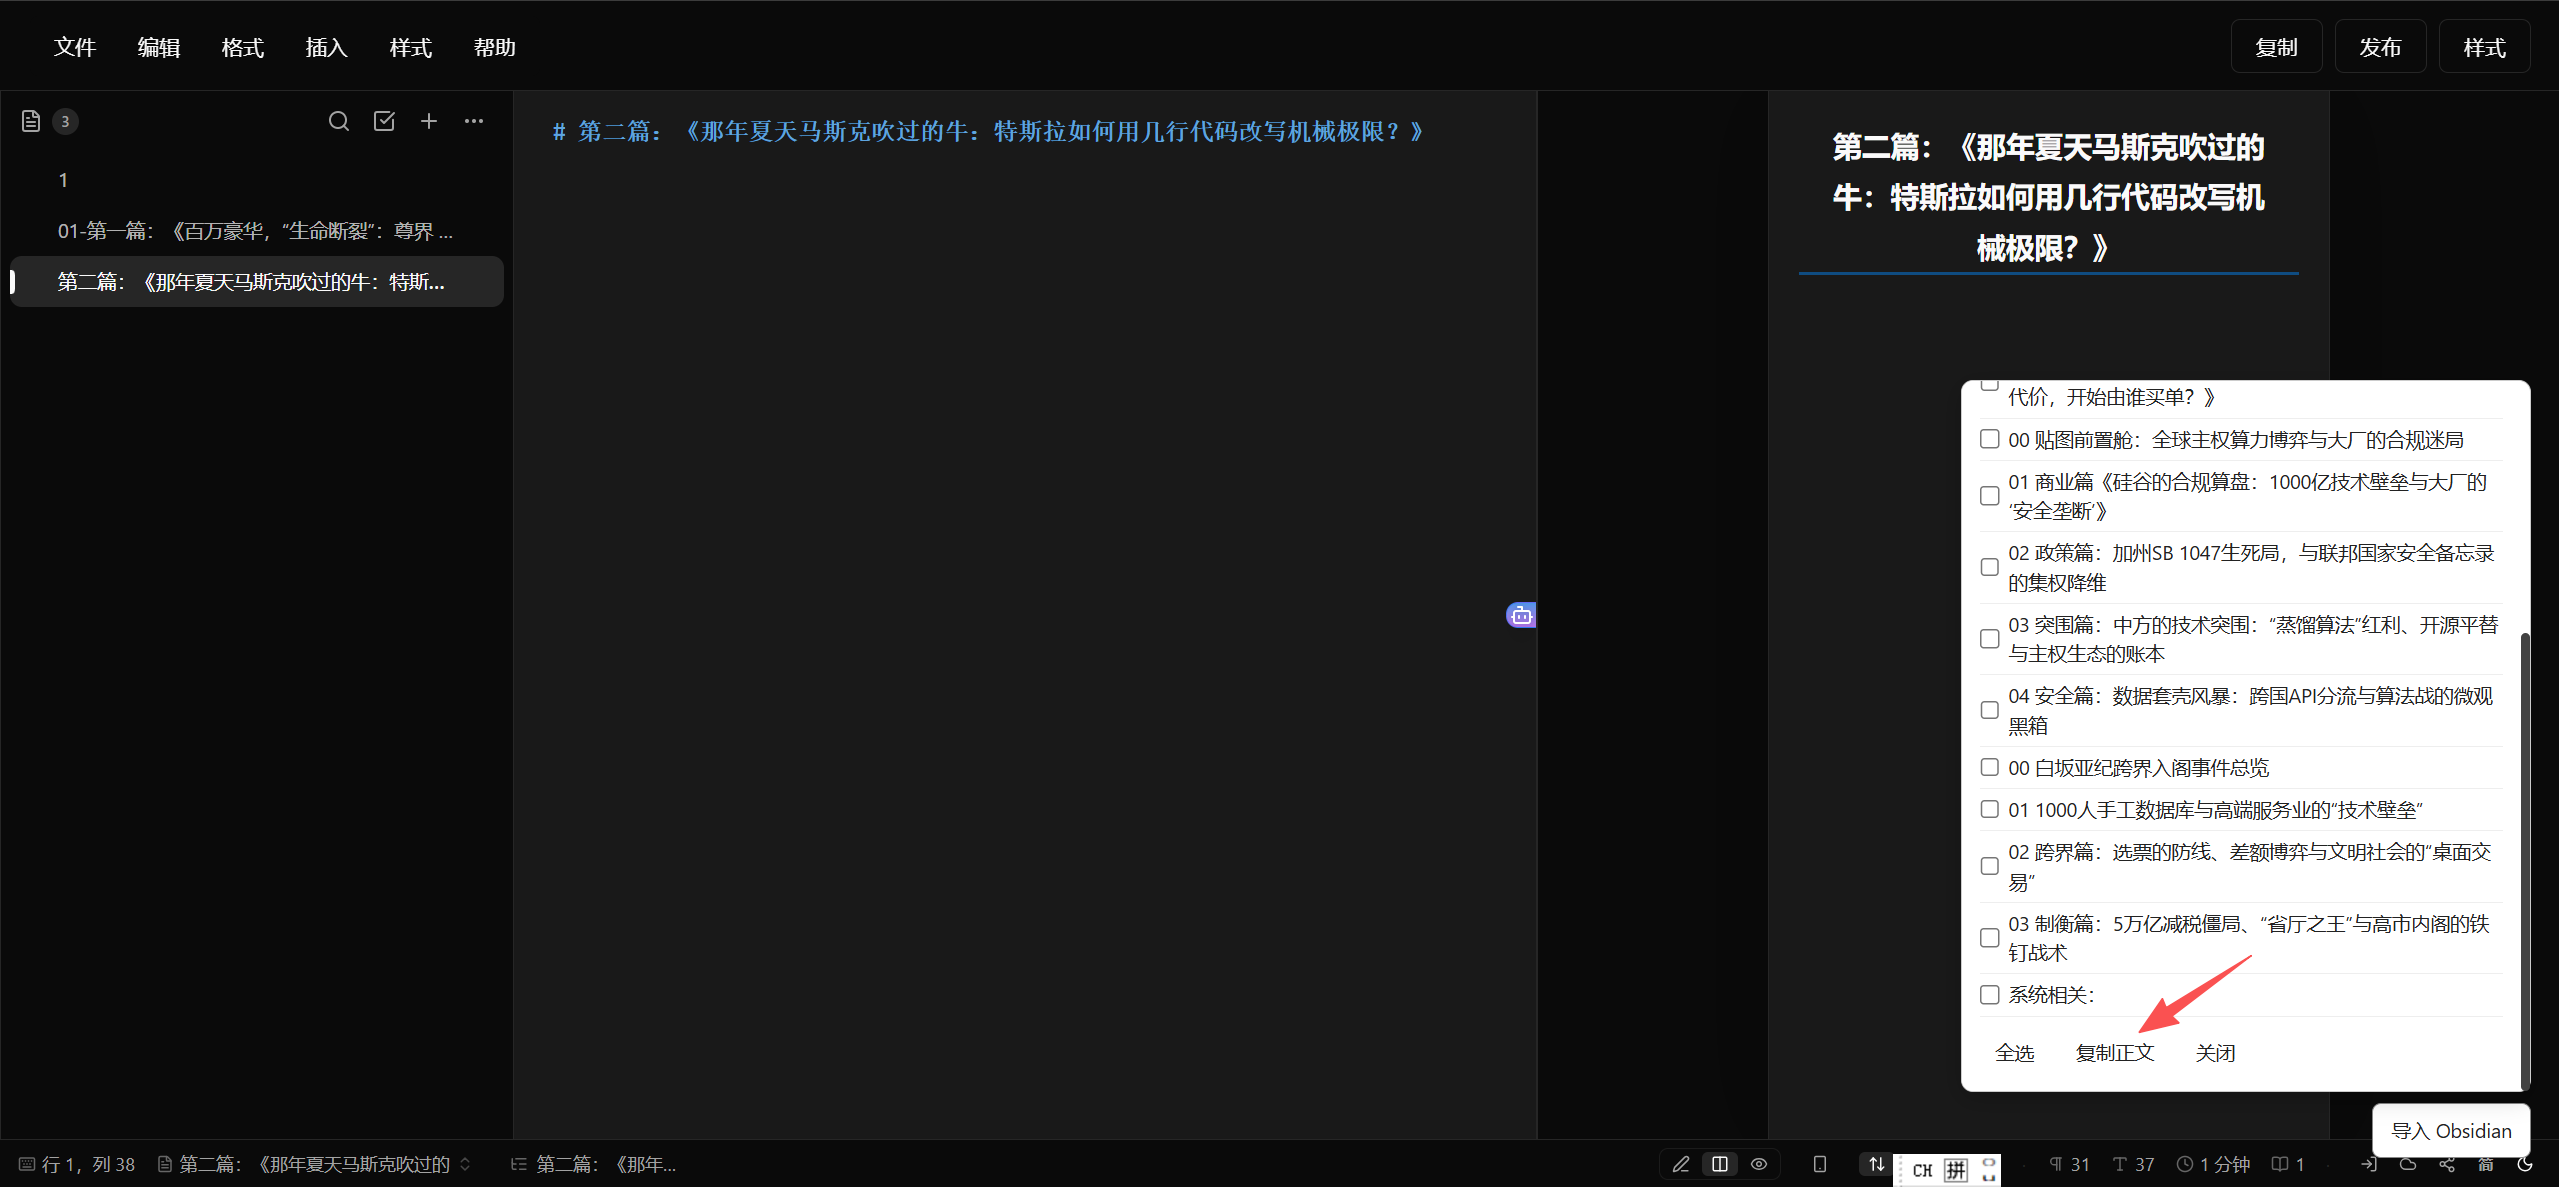 文件 编辑 格式 插入 样式 帮助
复制 发布 样式
3
1
01-第一篇：《百万豪华，“生命断裂”：尊界 ...
第二篇：《那年夏天马斯克吹过的牛：特斯...
# 第二篇：《那年夏天马斯克吹过的牛：特斯拉如何用几行代码改写机械极限？》
第二篇：《那年夏天马斯克吹过的
牛：特斯拉如何用几行代码改写机
械极限？》
代价，开始由谁买单？》
00 贴图前置舱：全球主权算力博弈与大厂的合规迷局
01 商业篇《硅谷的合规算盘：1000亿技术壁垒与大厂的
‘安全垄断’》
02 政策篇：加州SB 1047生死局，与联邦国家安全备忘录
的集权降维
03 突围篇：中方的技术突围：“蒸馏算法”红利、开源平替
与主权生态的账本
04 安全篇：数据套壳风暴：跨国API分流与算法战的微观
黑箱
00 白坂亚纪跨界入阁事件总览
01 1000人手工数据库与高端服务业的“技术壁垒”
02 跨界篇：选票的防线、差额博弈与文明社会的“桌面交
易”
03 制衡篇：5万亿减税僵局、“省厅之王”与高市内阁的铁
钉战术
系统相关：
全选 复制正文 关闭
导入 Obsidian
行 1，列 38 第二篇：《那年夏天马斯克吹过的 第二篇：《那年... CH 拼 31 37 1 分钟 1 简